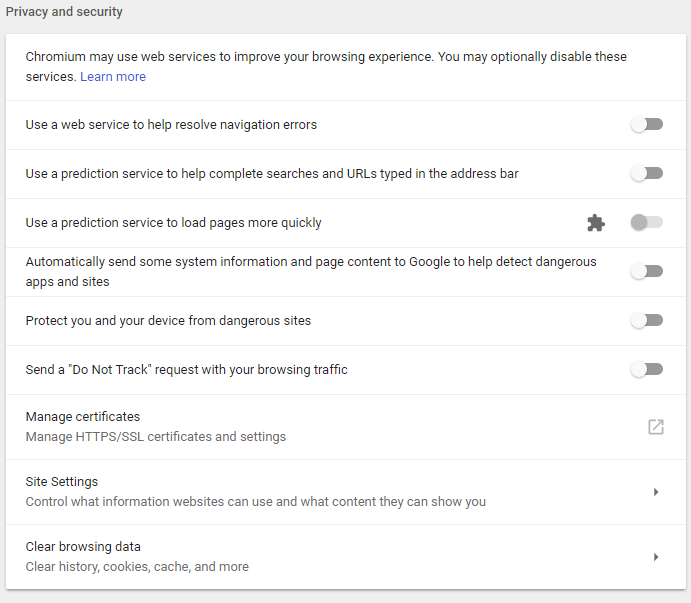 Privacy and security
Chromium may use web services to improve your browsing experience. You may optionally disable these
services. Learn more
Use a web service to help resolve navigation errors
Use a prediction service to help complete searches and URLs typed in the address bar
Use a prediction service to load pages more quickly
Automatically send some system information and page content to Google to help detect dangerous
apps and sites
Protect you and your device from dangerous sites
Send a "Do Not Track" request with your browsing traffic
Manage certificates
Manage HTTPS/SSL certificates and settings
Site Settings
Control what information websites can use and what content they can show you
Clear browsing data
Clear history, cookies, cache, and more